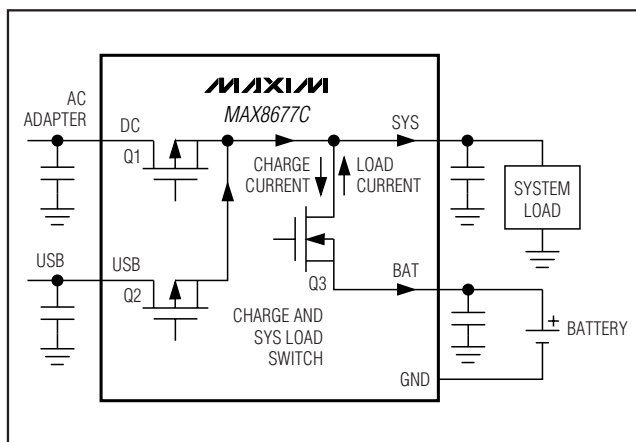 MAXIM
MAX8677C
AC
ADAPTER
DC
Q1
SYS
CHARGE
CURRENT
LOAD
CURRENT
SYSTEM
LOAD
USB
USB
Q2
Q3
BAT
CHARGE AND
SYS LOAD
SWITCH
+
BATTERY
GND